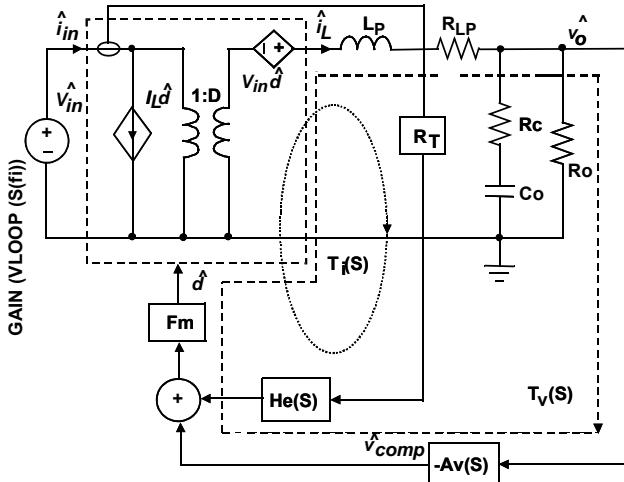 î_in
î_L
L_P
R_LP
v̂_o
V̂_in
I_L d̂
1:D
V_in d̂
+
−
− +
R_T
Rc
Ro
Co
T_i(S)
GAIN (VLOOP (S(fi))
d̂
Fm
+
He(S)
T_V(S)
v̂_comp
-Av(S)